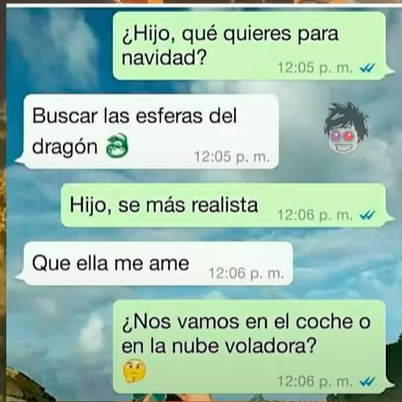 ¿Hijo, qué quieres para
navidad?
12:05 p. m.
Buscar las esferas del
dragón
12:05 p. m.
Hijo, se más realista
12:06 p. m.
Que ella me ame
12:06 p. m.
¿Nos vamos en el coche o
en la nube voladora?
12:06 p. m.